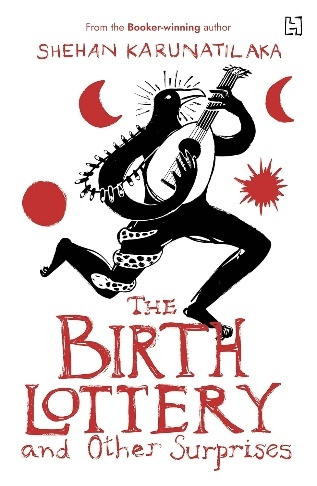 From the Booker-winning author
SHEHAN KARUNATILAKA
THE
BIRTH
LOTTERY
and Other Surprises